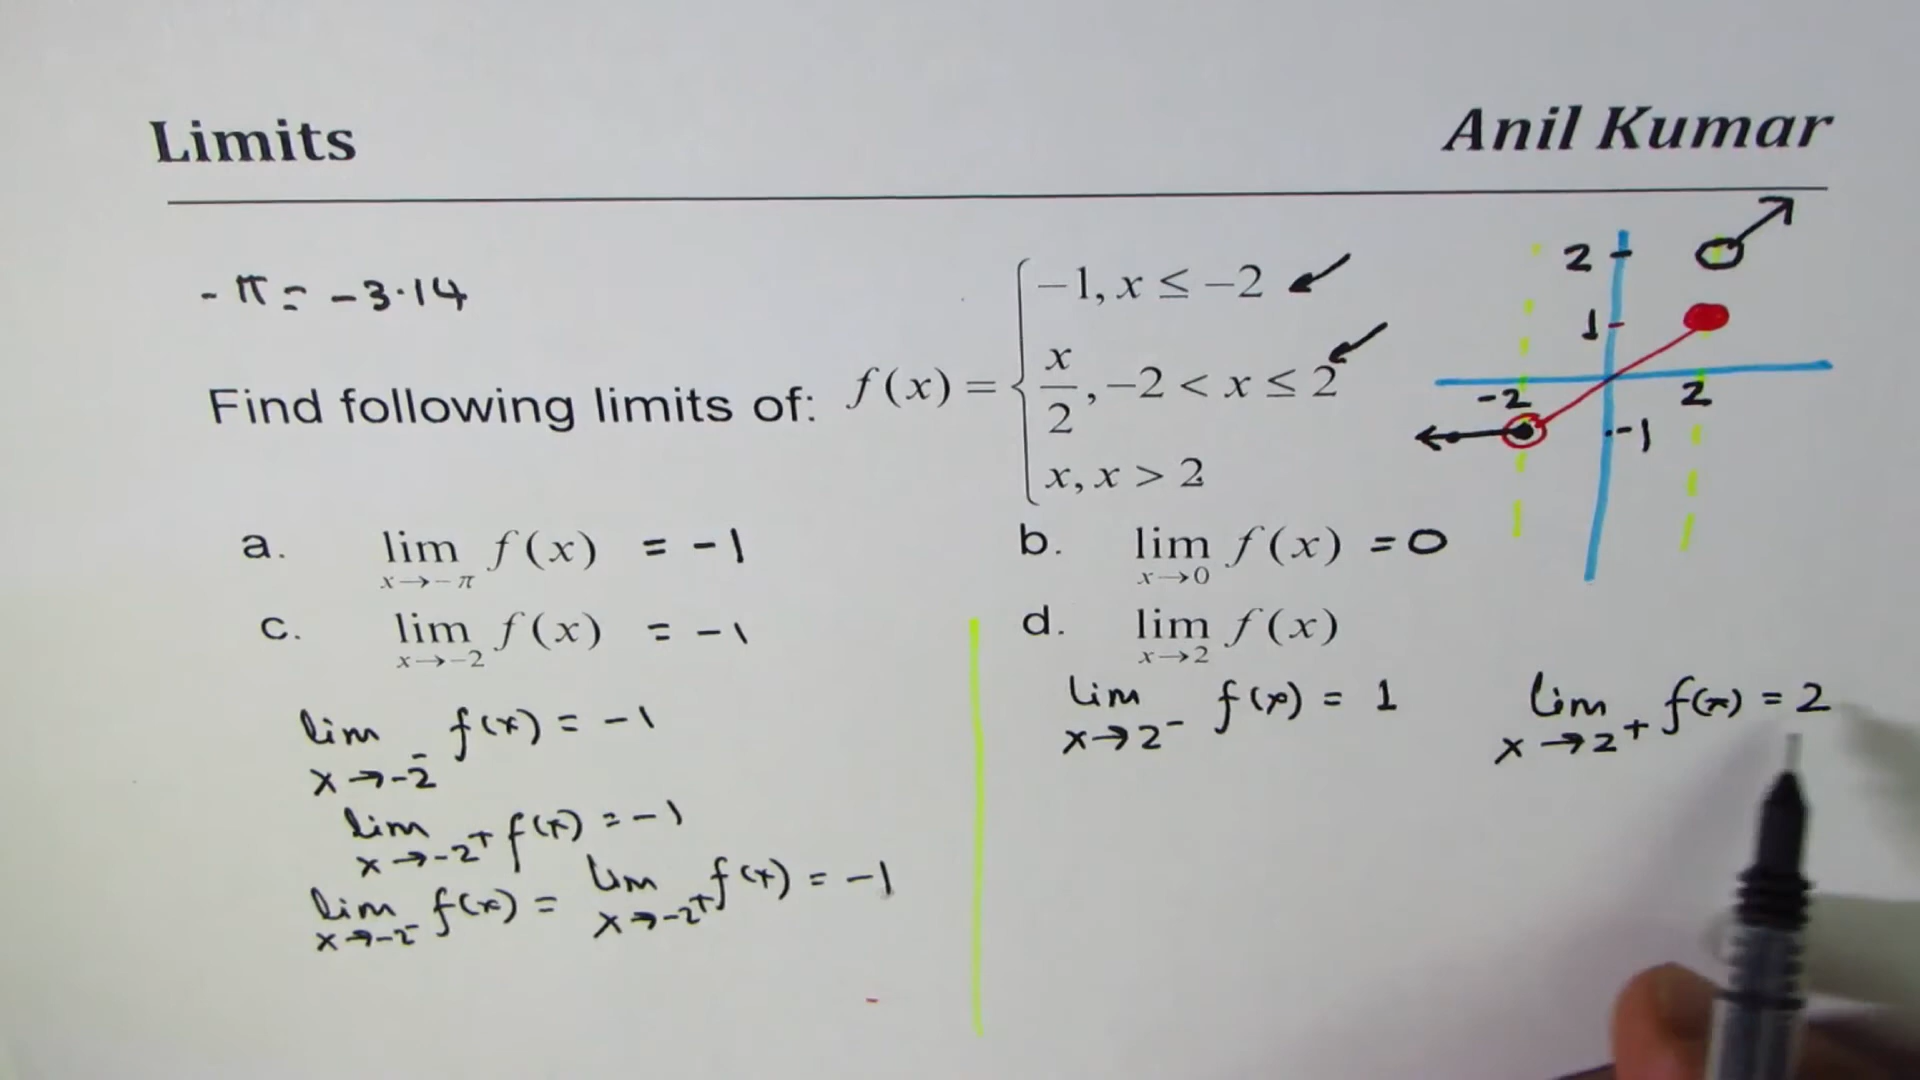 Limits
Anil Kumar
-π = -3.14
Find following limits of: f(x) = { -1, x ≤ -2
x/2, -2 < x ≤ 2
x, x > 2
2
1
-2
2
-1
a. lim x→-π f(x) = -1
b. lim x→0 f(x) = 0
c. lim x→-2 f(x) = -1
d. lim x→2 f(x)
lim x→-2⁻ f(x) = -1
lim x→-2⁺ f(x) = -1
lim x→-2⁻ f(x) = lim x→-2⁺ f(x) = -1
lim x→2⁻ f(x) = 1
lim x→2⁺ f(x) = 2